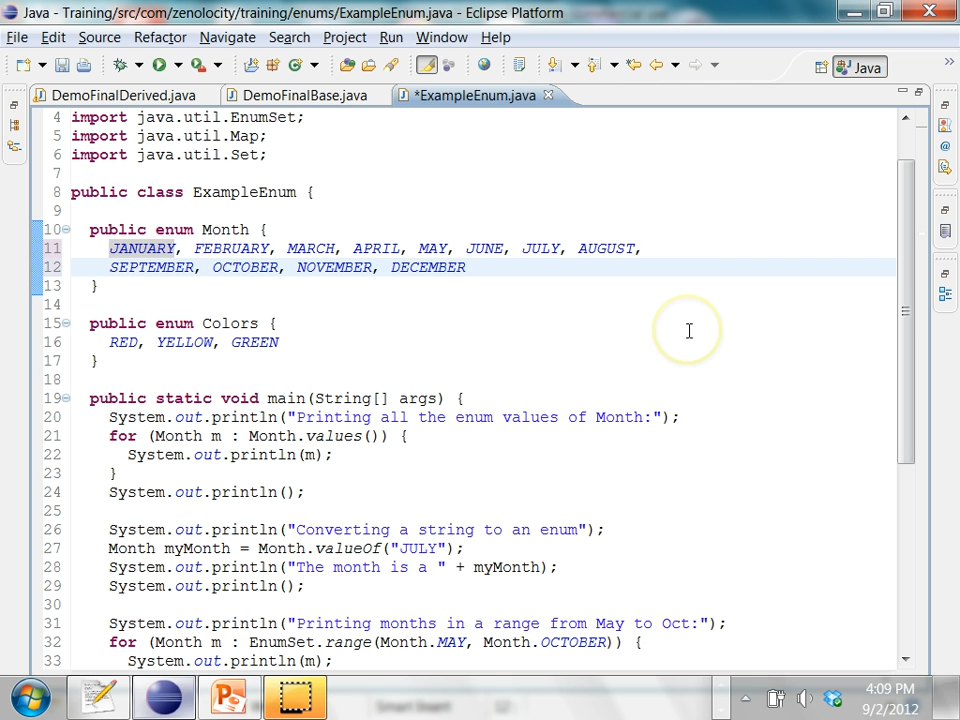 Java - Training/src/com/zenolocity/training/enums/ExampleEnum.java - Eclipse Platform
File Edit Source Refactor Navigate Search Project Run Window Help
Java
DemoFinalDerived.java DemoFinalBase.java *ExampleEnum.java
4 import java.util.EnumSet;
5 import java.util.Map;
6 import java.util.Set;
7
8 public class ExampleEnum {
9
10 public enum Month {
11 JANUARY, FEBRUARY, MARCH, APRIL, MAY, JUNE, JULY, AUGUST,
12 SEPTEMBER, OCTOBER, NOVEMBER, DECEMBER
13 }
14
15 public enum Colors {
16 RED, YELLOW, GREEN
17 }
18
19 public static void main(String[] args) {
20 System.out.println("Printing all the enum values of Month:");
21 for (Month m : Month.values()) {
22 System.out.println(m);
23 }
24 System.out.println();
25
26 System.out.println("Converting a string to an enum");
27 Month myMonth = Month.valueOf("JULY");
28 System.out.println("The month is a " + myMonth);
29 System.out.println();
30
31 System.out.println("Printing months in a range from May to Oct:");
32 for (Month m : EnumSet.range(Month.MAY, Month.OCTOBER)) {
33 System.out.println(m);
Smart Insert 12
4:09 PM
9/2/2012